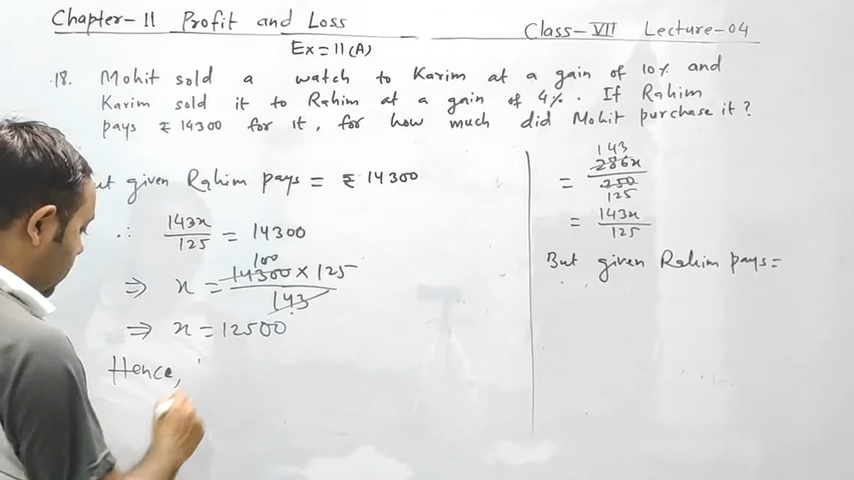 Chapter-11 Profit and Loss
Class-VII Lecture-04
Ex=11(A)
18. Mohit sold a watch to Karim at a gain of 10% and
Karim sold it to Rahim at a gain of 4%. If Rahim
pays ₹ 14300 for it, for how much did Mohit purchase it?
given Rahim pays = ₹ 14300
∴ 143x/125 = 14300
⇒ x = 14300 × 125 / 143
100
⇒ x = 12500
Hence,
143
= 286x/250
125
= 143x/125
But given Rahim pays =